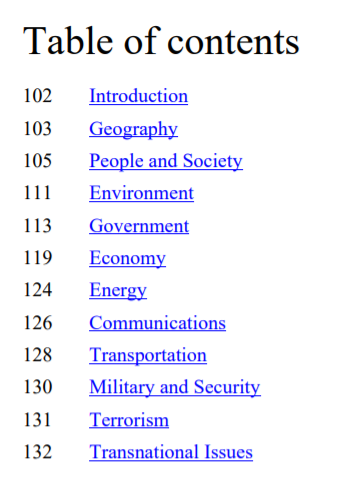 Table of contents
102 Introduction
103 Geography
105 People and Society
111 Environment
113 Government
119 Economy
124 Energy
126 Communications
128 Transportation
130 Military and Security
131 Terrorism
132 Transnational Issues